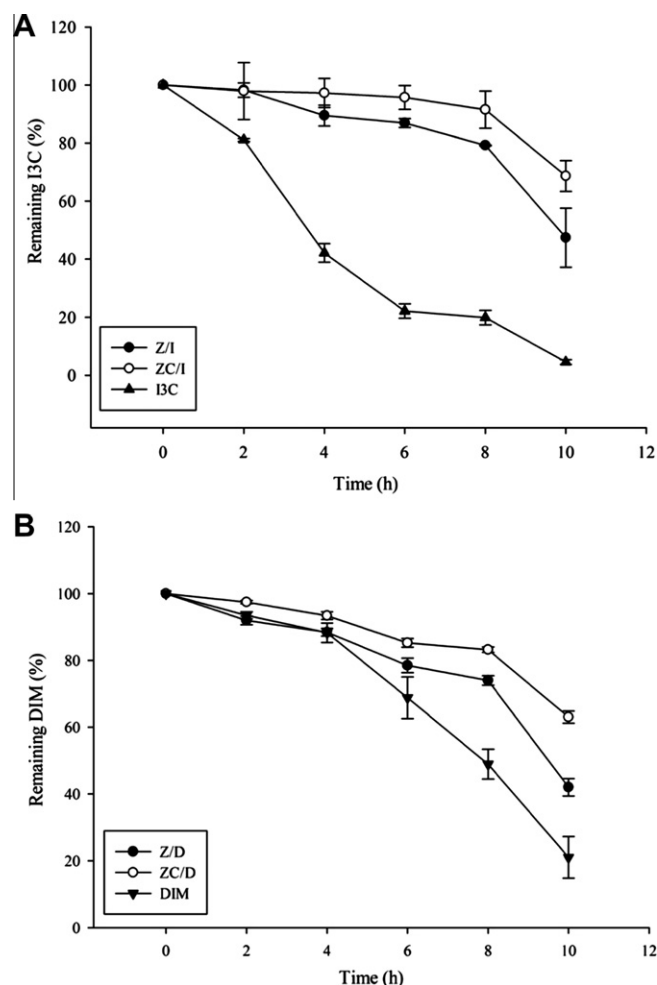 A
120
100
80
60
40
20
0
Remaining I3C (%)
Z/I
ZC/I
I3C
0 2 4 6 8 10 12
Time (h)
B
120
100
80
60
40
20
0
Remaining DIM (%)
Z/D
ZC/D
DIM
0 2 4 6 8 10 12
Time (h)